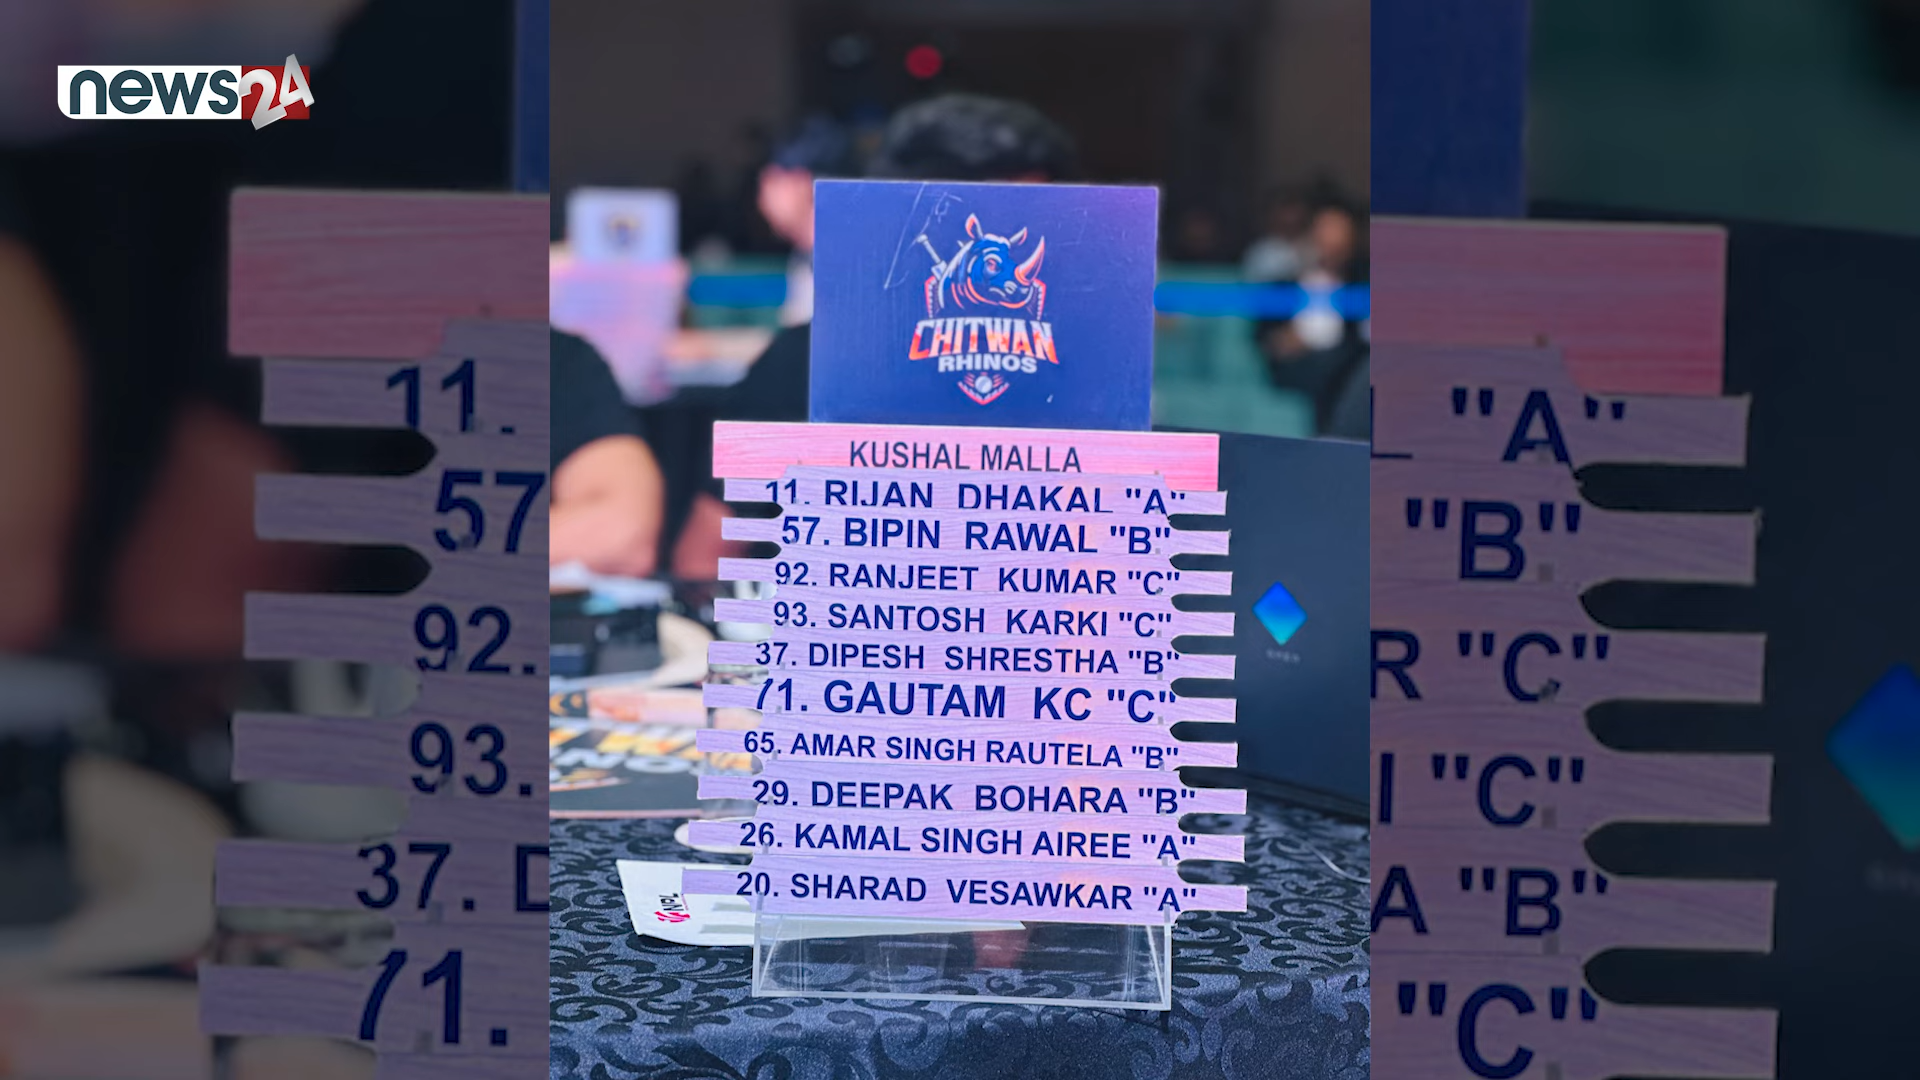 news24
CHITWAN
RHINOS
KUSHAL MALLA
11. RIJAN DHAKAL "A"
57. BIPIN RAWAL "B"
92. RANJEET KUMAR "C"
93. SANTOSH KARKI "C"
37. DIPESH SHRESTHA "B"
71. GAUTAM KC "C"
65. AMAR SINGH RAUTELA "B"
29. DEEPAK BOHARA "B"
26. KAMAL SINGH AIREE "A"
20. SHARAD VESAWKAR "A"
NPL